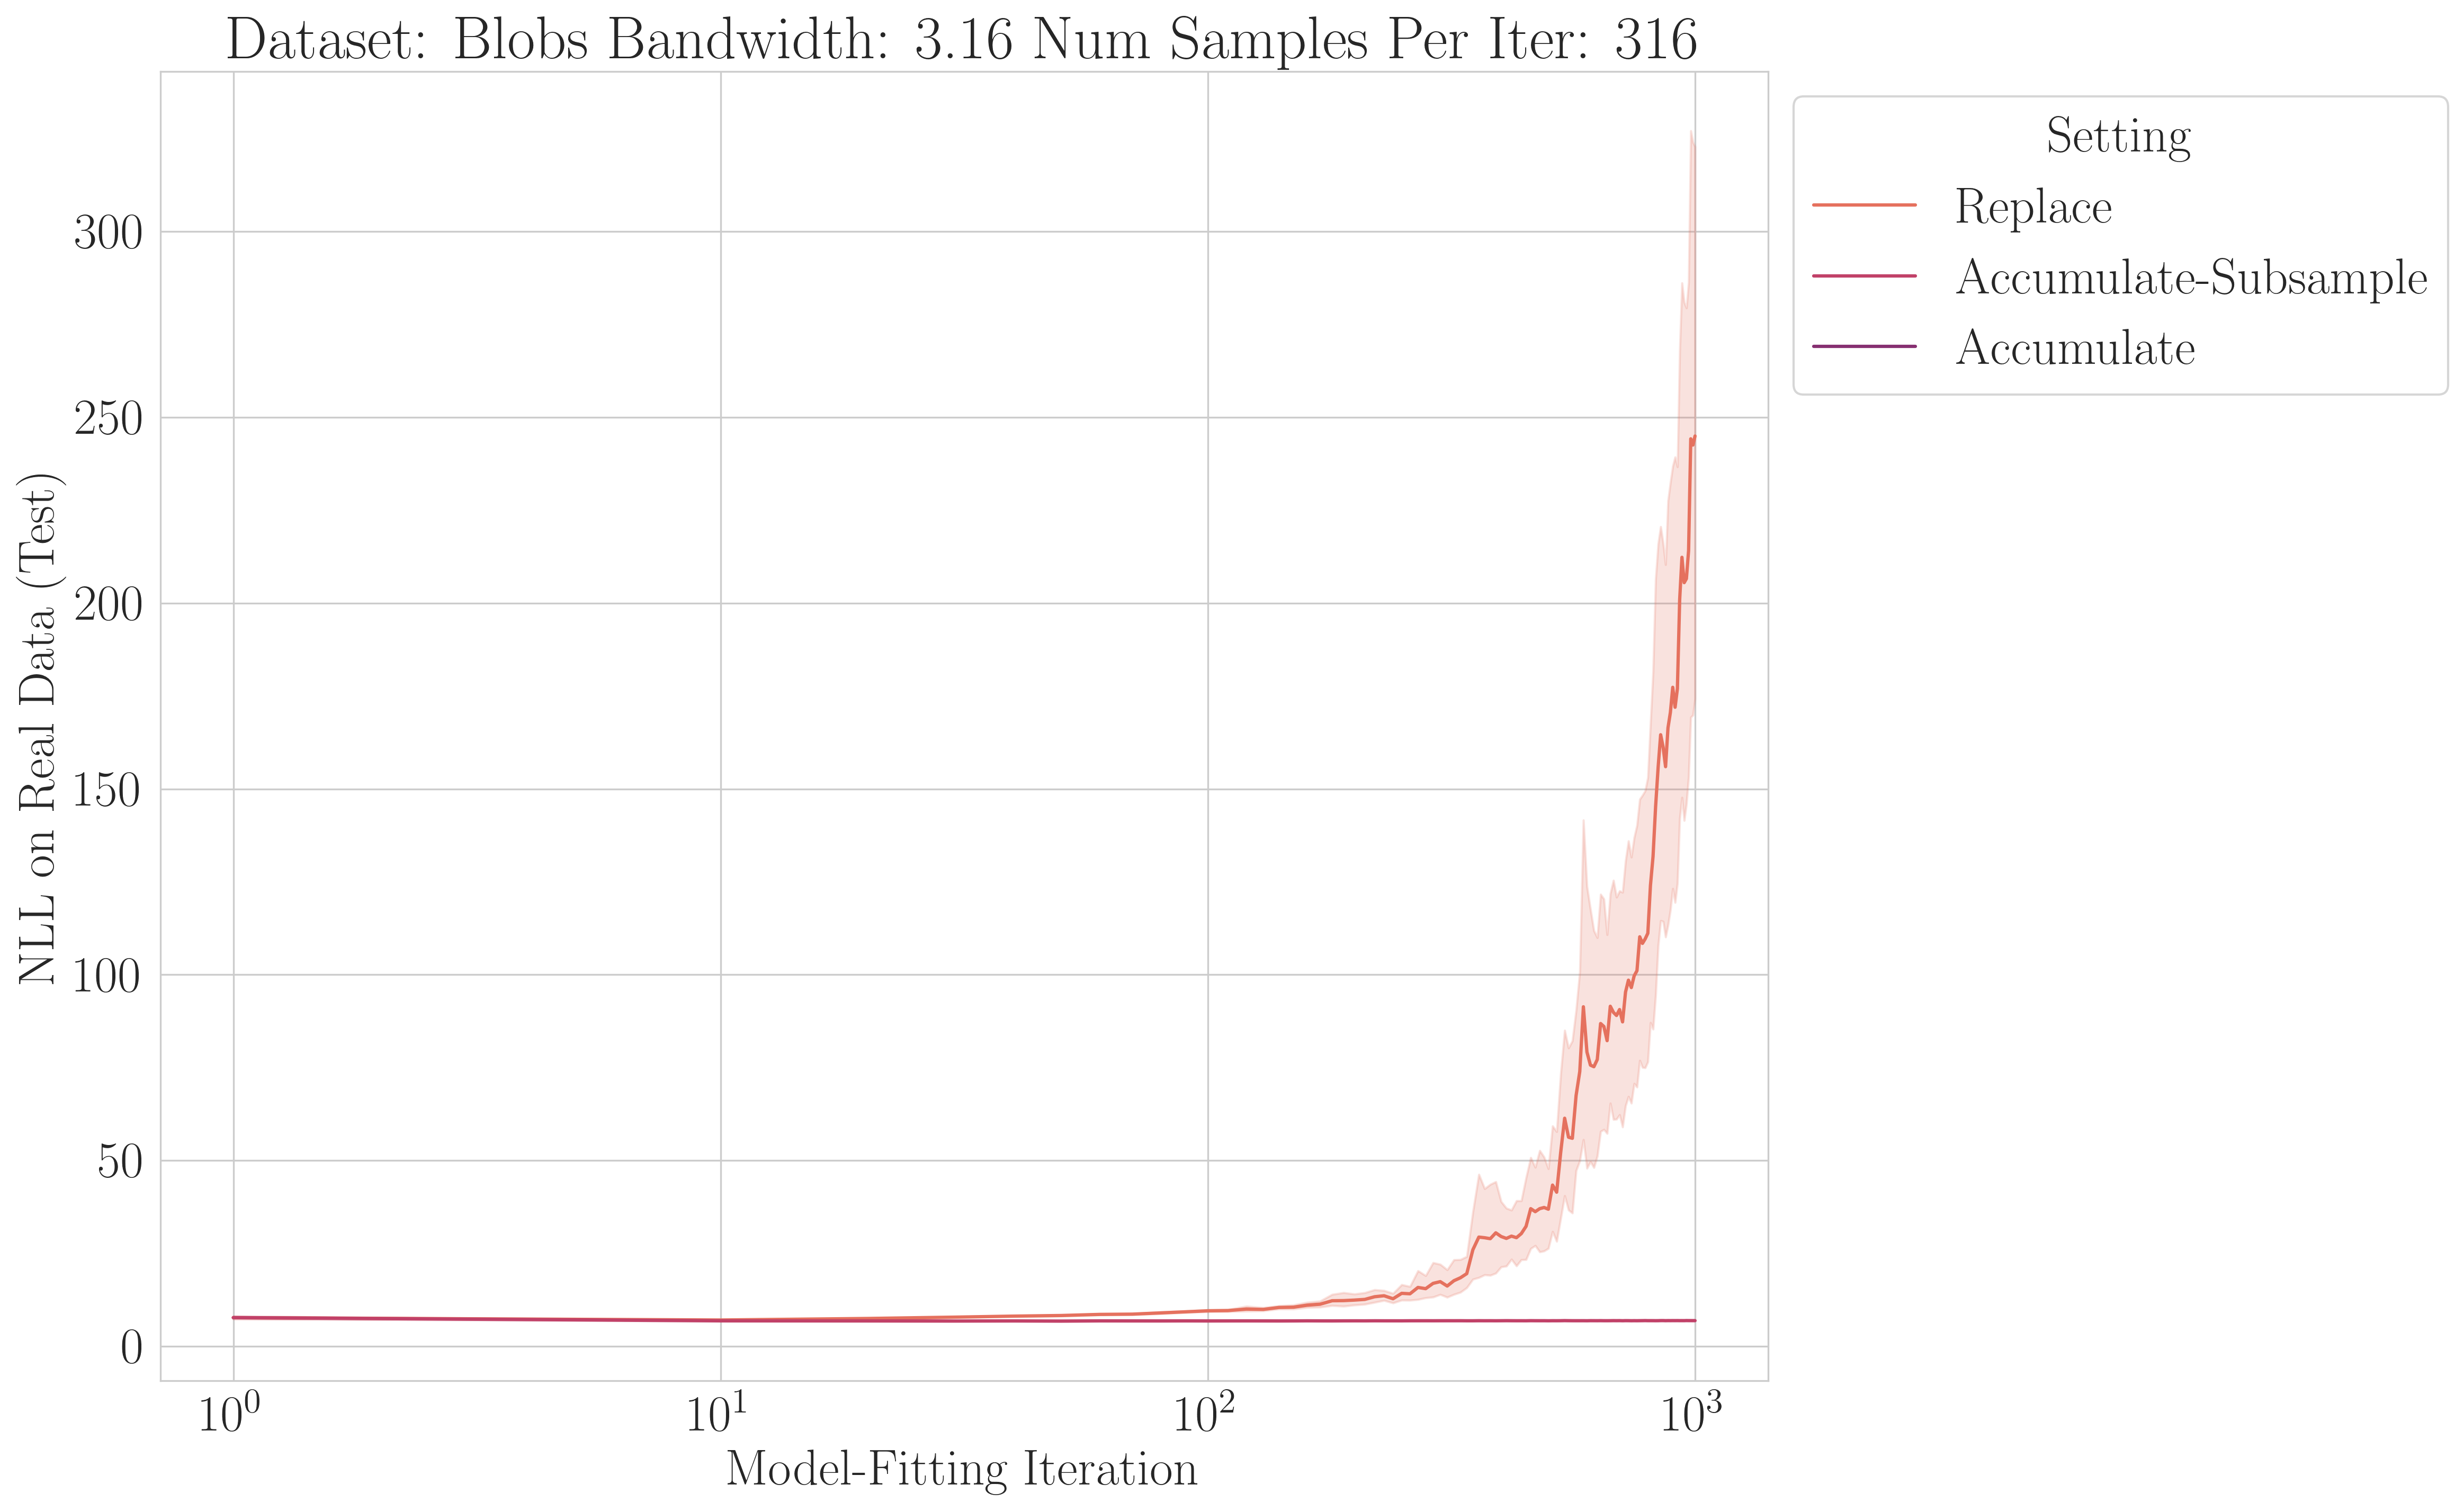 Dataset: Blobs Bandwidth: 3.16 Num Samples Per Iter: 316
Setting
Replace
Accumulate-Subsample
Accumulate
NLL on Real Data (Test)
300
250
200
150
100
50
0
10^0 10^1 10^2 10^3
Model-Fitting Iteration